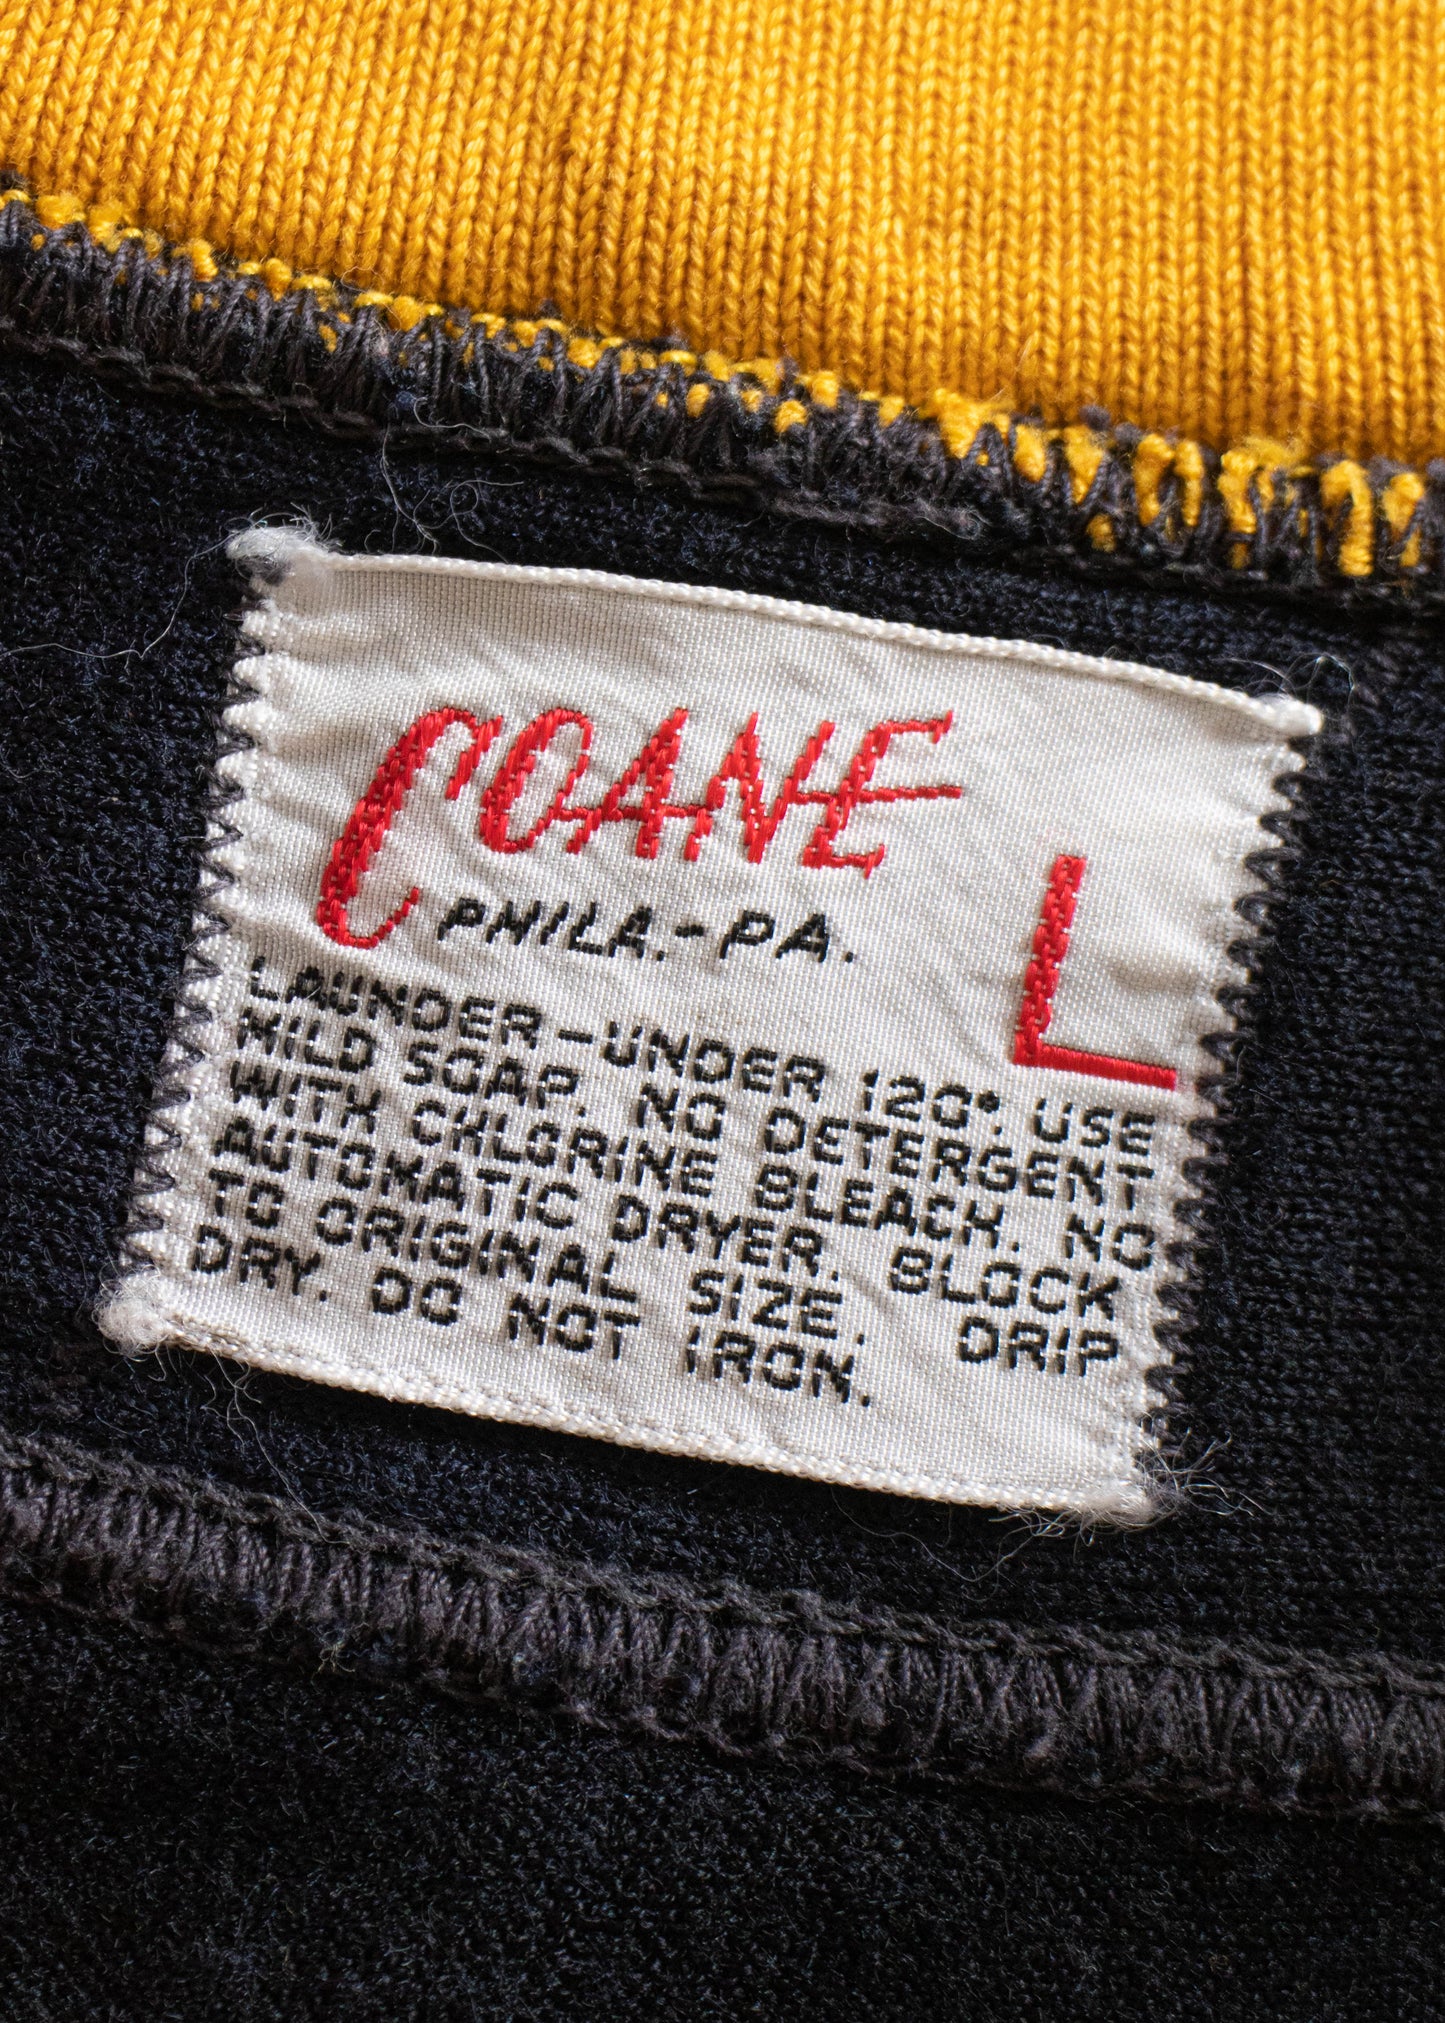 COANE
PHILA.-PA.
L
LAUNDER-UNDER 120°. USE
MILD SOAP. NO DETERGENT
WITH CHLORINE BLEACH. NO
AUTOMATIC DRYER. BLOCK
TO ORIGINAL SIZE. DRIP
DRY. DO NOT IRON.